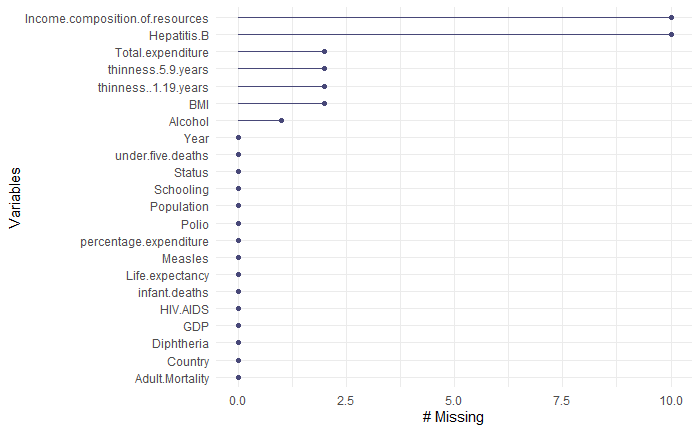 Income.composition.of.resources
Hepatitis.B
Total.expenditure
thinness.5.9.years
thinness..1.19.years
BMI
Alcohol
Year
under.five.deaths
Status
Schooling
Population
Polio
percentage.expenditure
Measles
Life.expectancy
infant.deaths
HIV.AIDS
GDP
Diphtheria
Country
Adult.Mortality
Variables
0.0 2.5 5.0 7.5 10.0
# Missing